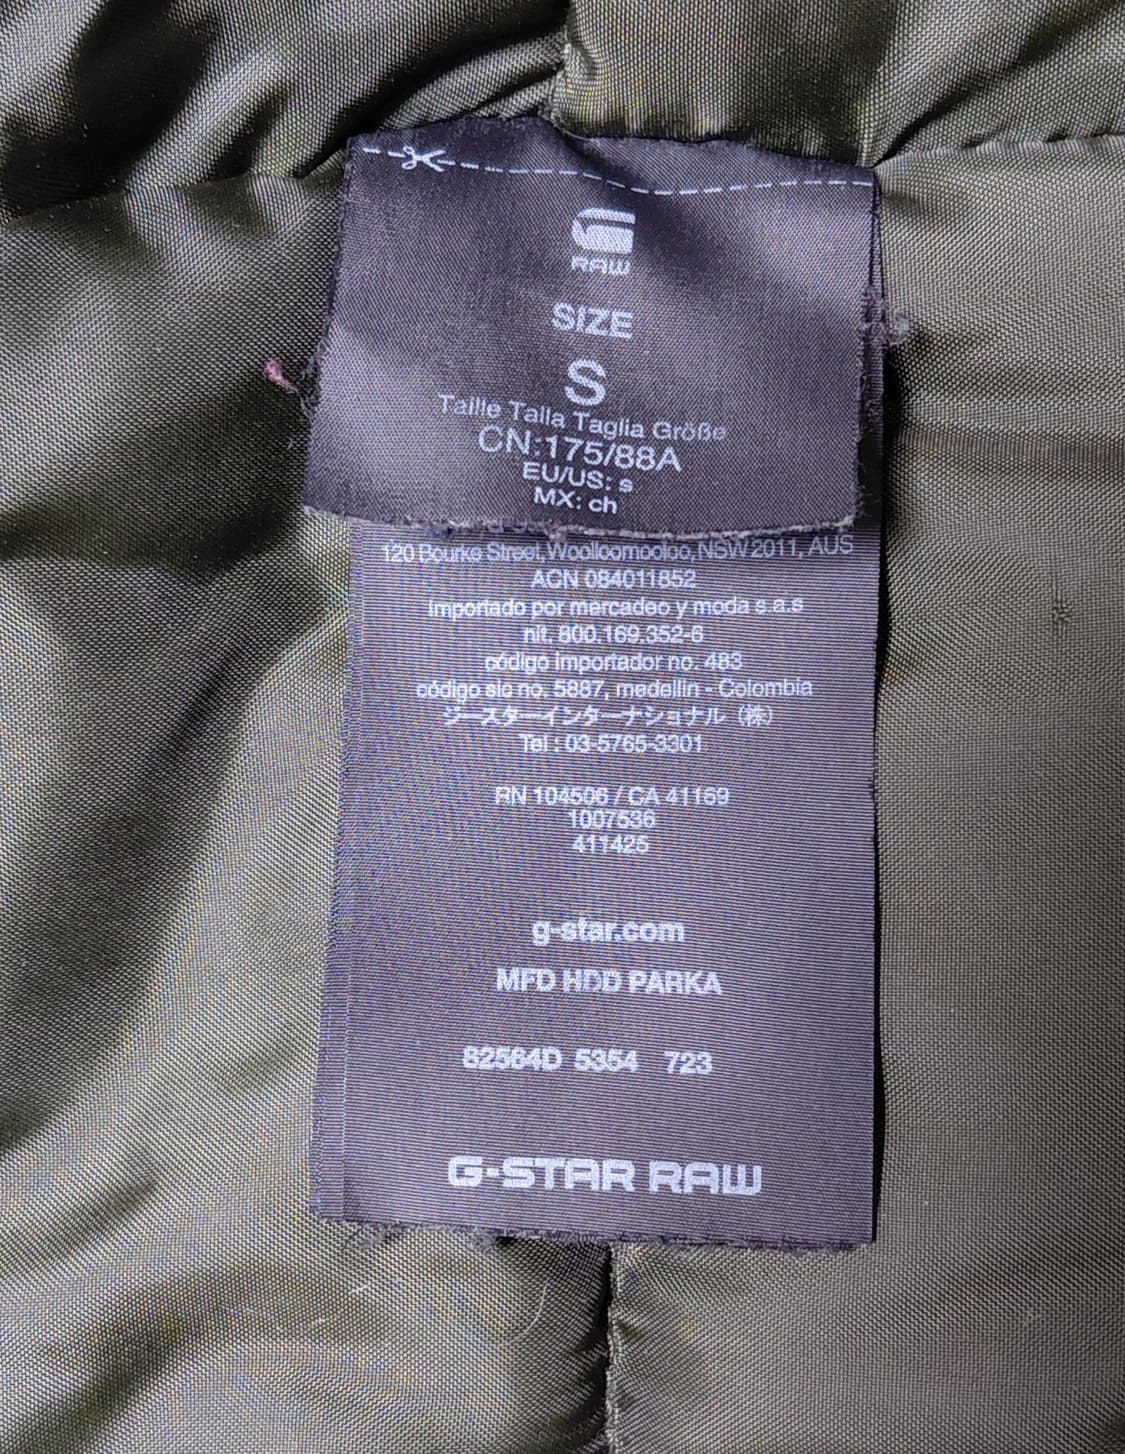 RAW
SIZE
S
Taille Talla Taglia Größe
CN:175/88A
EU/US: s
MX: ch
120 Bourke Street, Woolloomooloo, NSW 2011, AUS
ACN 084011852
Importado por mercadeo y moda s.a.s
nit. 800.169.352-6
código importador no. 483
código sic no. 5887, medellin - Colombia
ジースターインターナショナル（株）
Tel : 03-5765-3301
RN 104506 / CA 41169
1007536
411425
g-star.com
MFD HDD PARKA
82564D 5354 723
G-STAR RAW